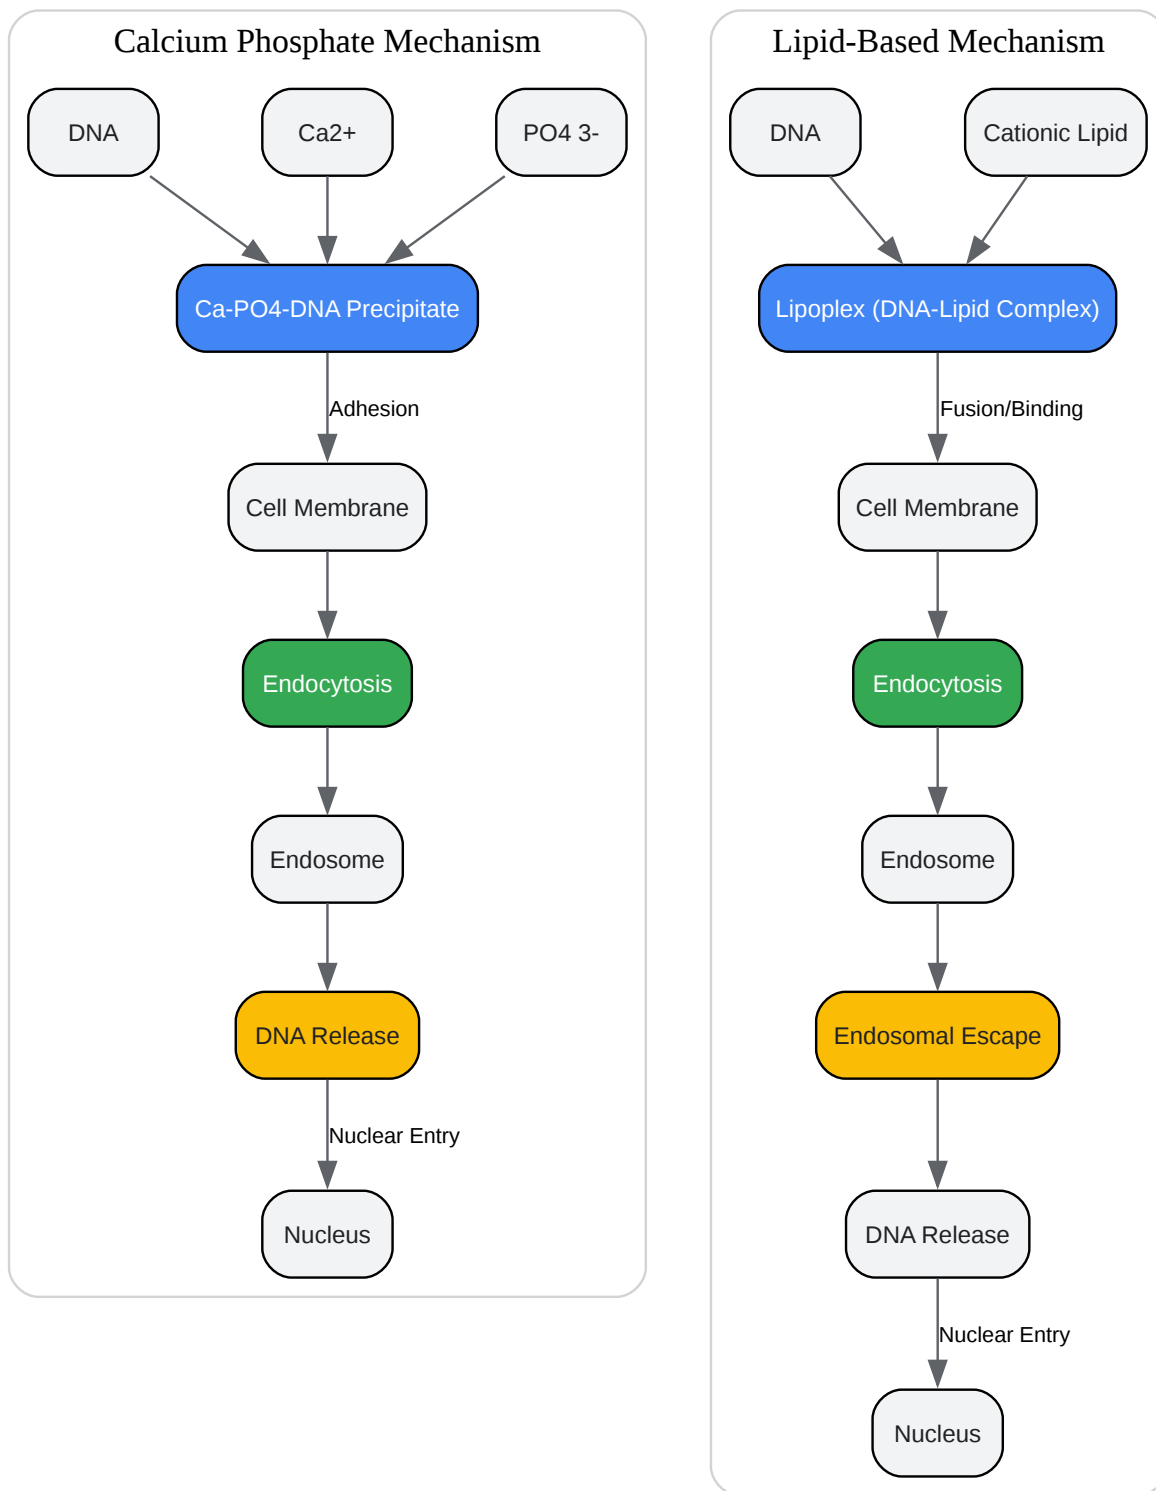 Calcium Phosphate Mechanism
DNA
Ca2+
PO4 3-
Ca-PO4-DNA Precipitate
Adhesion
Cell Membrane
Endocytosis
Endosome
DNA Release
Nuclear Entry
Nucleus
Lipid-Based Mechanism
DNA
Cationic Lipid
Lipoplex (DNA-Lipid Complex)
Fusion/Binding
Cell Membrane
Endocytosis
Endosome
Endosomal Escape
DNA Release
Nuclear Entry
Nucleus